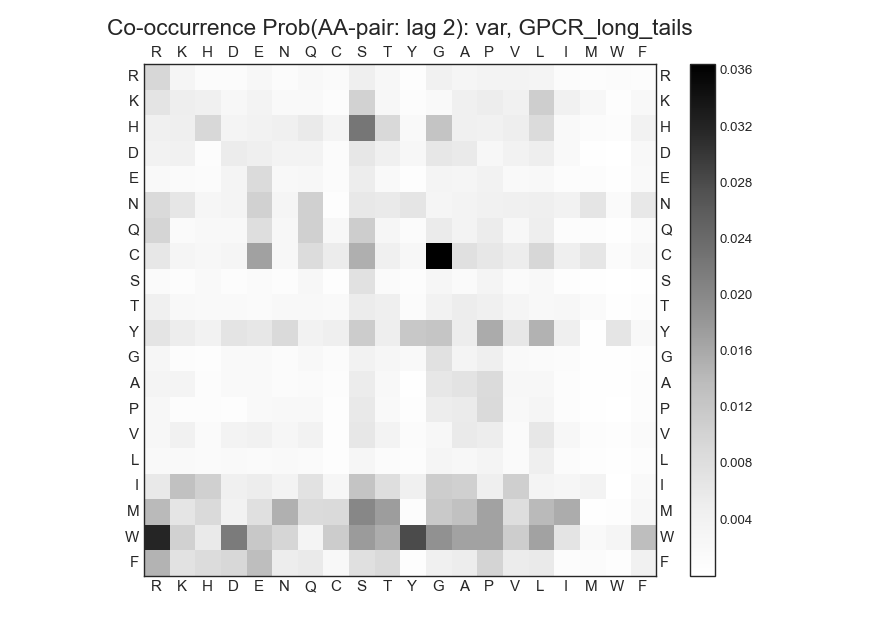 Co-occurrence Prob(AA-pair: lag 2): var, GPCR_long_tails
R K H D E N Q C S T Y G A P V L I M W F
R R
K K
H H
D D
E E
N N
Q Q
C C
S S
T T
Y Y
G G
A A
P P
V V
L L
I I
M M
W W
F F
R K H D E N Q C S T Y G A P V L I M W F
0.036
0.032
0.028
0.024
0.020
0.016
0.012
0.008
0.004